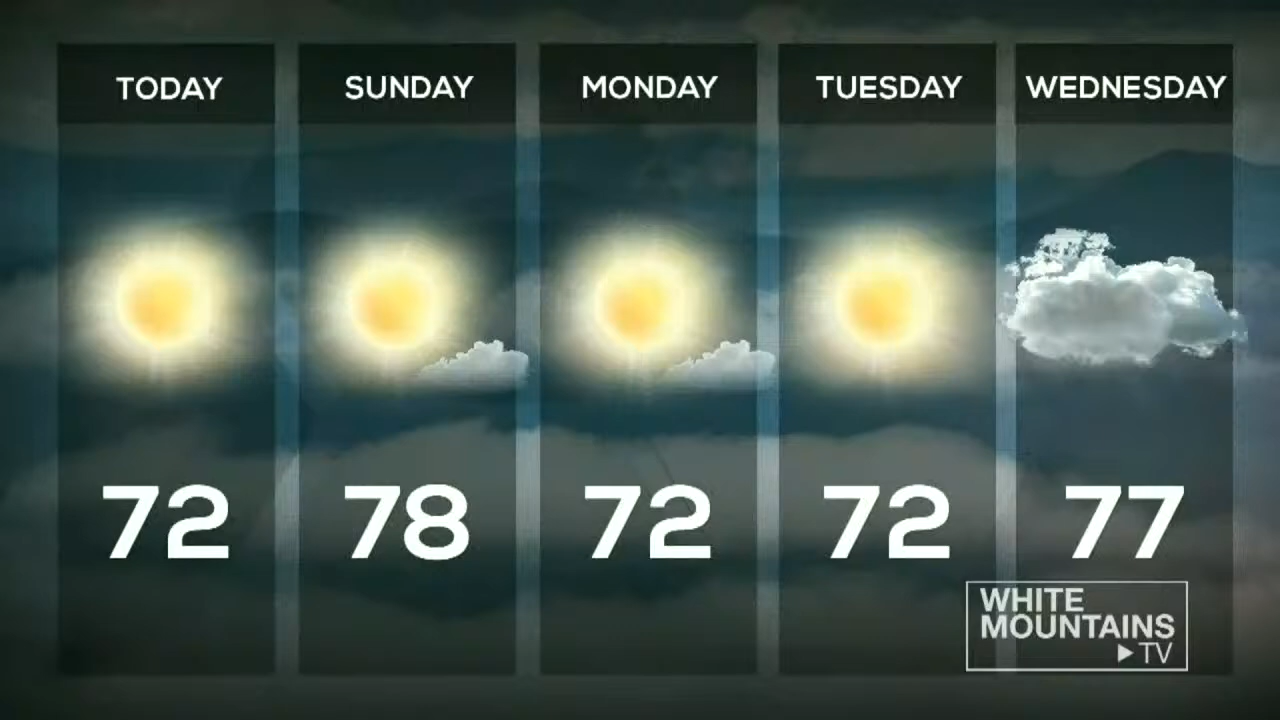 TODAY
SUNDAY
MONDAY
TUESDAY
WEDNESDAY
72
78
72
72
77
WHITE
MOUNTAINS
TV